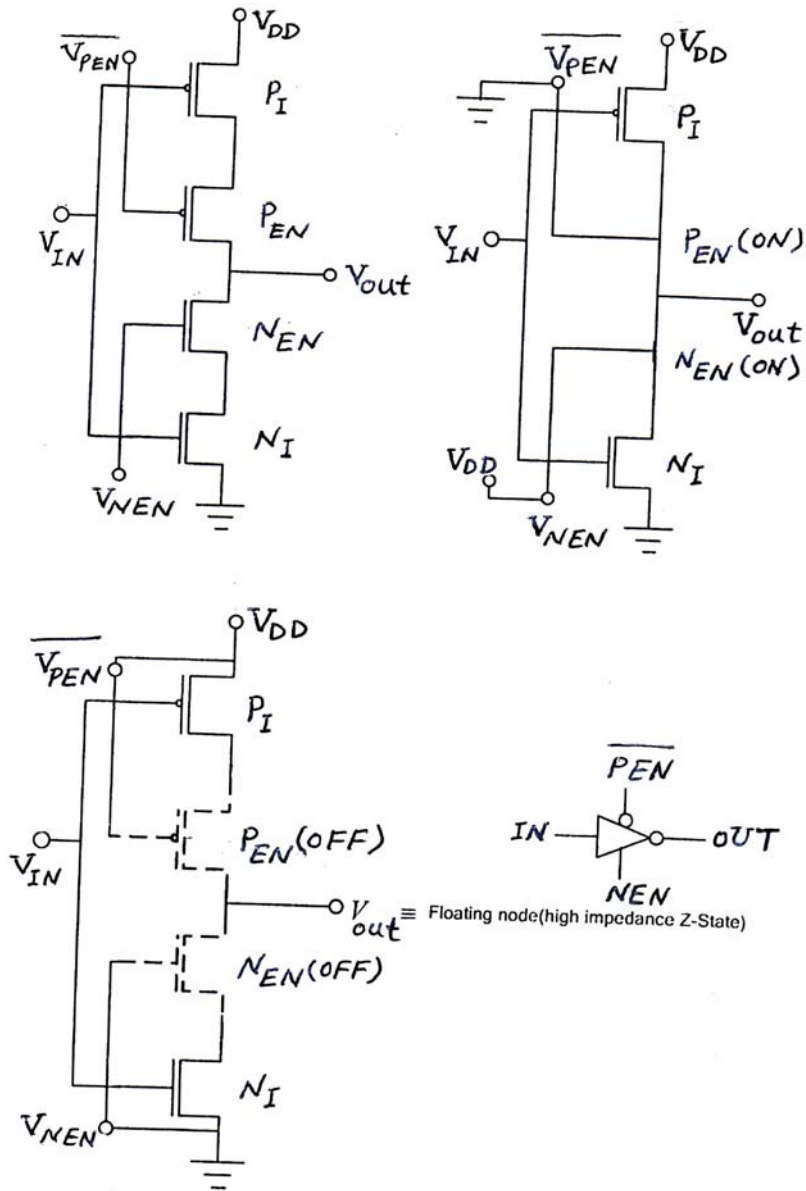 V̅P̅E̅N̅
VDD
PI
VIN
PEN
Vout
NEN
NI
VNEN
V̅P̅E̅N̅
VDD
PI
VIN
PEN(ON)
Vout
NEN(ON)
VDD
NI
VNEN
VDD
V̅P̅E̅N̅
PI
VIN
PEN(OFF)
Vout ≡ Floating node(high impedance Z-State)
NEN(OFF)
NI
VNEN
P̅E̅N̅
IN
OUT
NEN